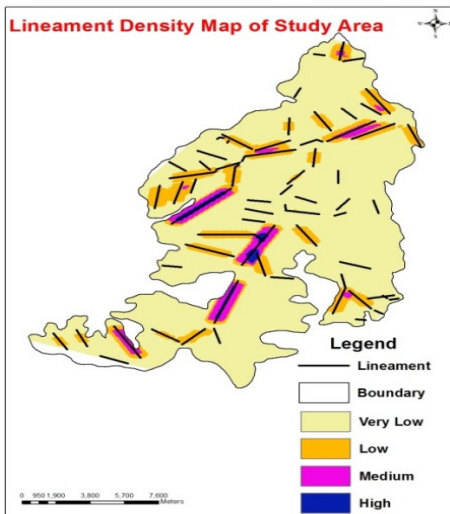 Lineament Density Map of Study Area
N
W
E
S
Legend
Lineament
Boundary
Very Low
Low
Medium
High
0 950 1,900 3,800 5,700 7,600
Meters